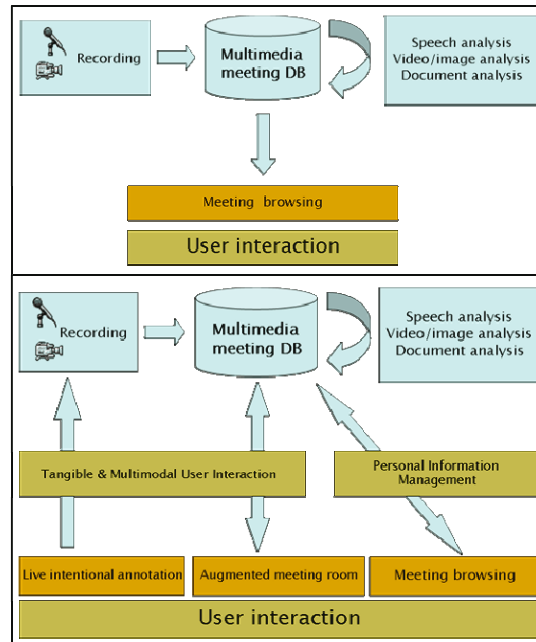 Recording
Multimedia
meeting DB
Speech analysis
Video/image analysis
Document analysis
Meeting browsing
User interaction
Recording
Multimedia
meeting DB
Speech analysis
Video/image analysis
Document analysis
Tangible & Multimodal User Interaction
Personal Information
Management
Live intentional annotation
Augmented meeting room
Meeting browsing
User interaction